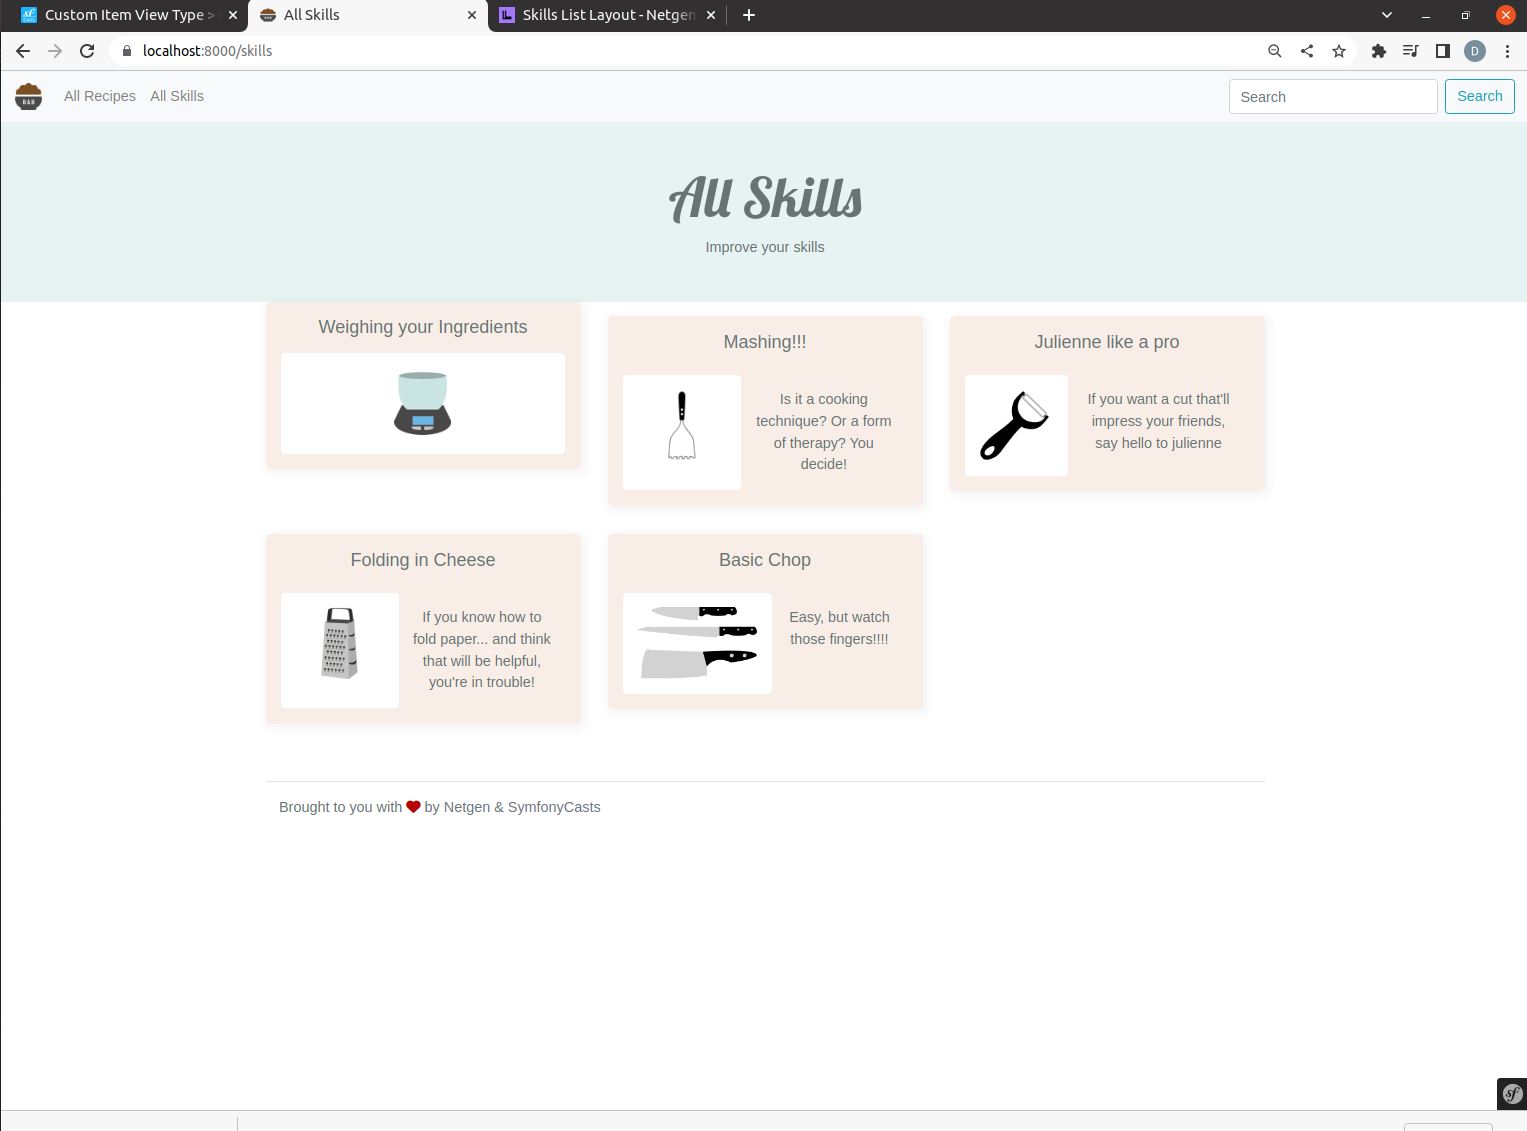 Custom Item View Type >
All Skills
Skills List Layout - Netgen
localhost:8000/skills
D
B&B
All Recipes
All Skills
Search
Search
All Skills
Improve your skills
Weighing your Ingredients
Mashing!!!
Is it a cooking
technique? Or a form
of therapy? You
decide!
Julienne like a pro
If you want a cut that'll
impress your friends,
say hello to julienne
Folding in Cheese
If you know how to
fold paper... and think
that will be helpful,
you're in trouble!
Basic Chop
Easy, but watch
those fingers!!!!
Brought to you with by Netgen & SymfonyCasts
sf